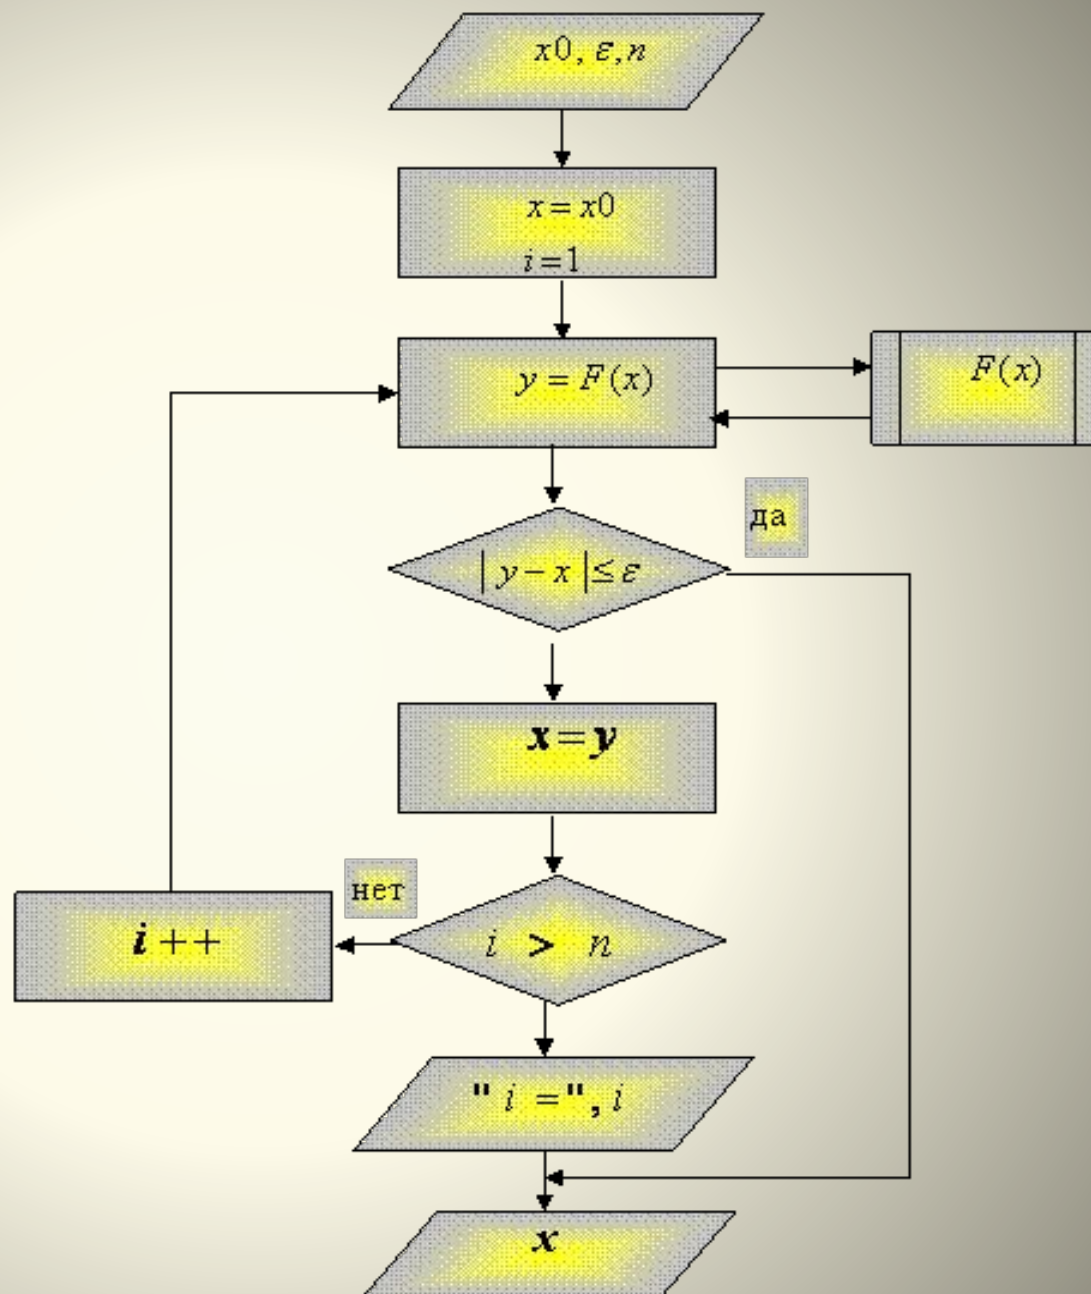 x0, ε, n
x = x0
i = 1
y = F(x)
F(x)
да
| y − x | ≤ ε
x = y
нет
i ++
i > n
" i =", i
x